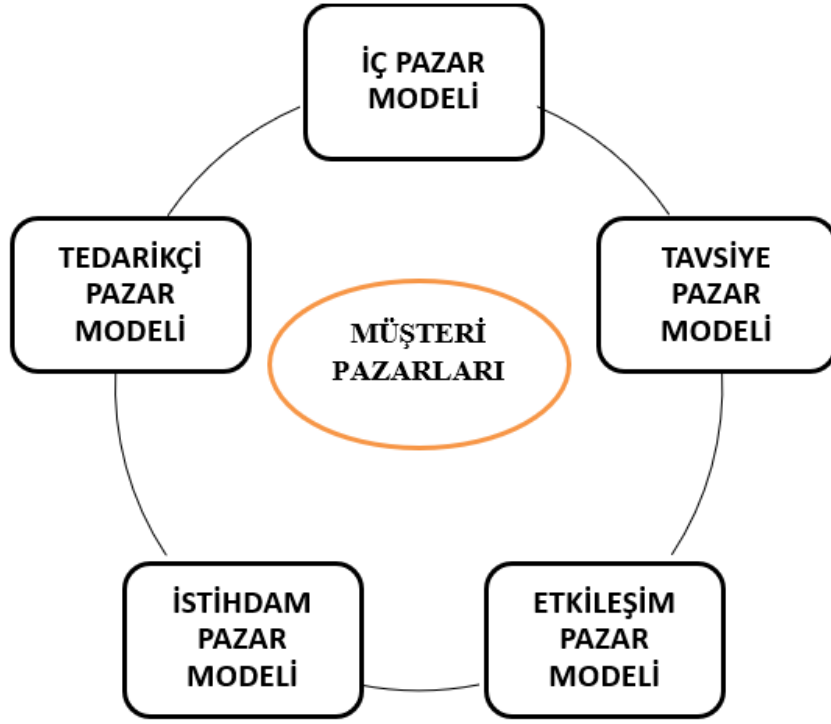 İÇ PAZAR
MODELİ
TEDARİKÇİ
PAZAR
MODELİ
TAVSİYE
PAZAR
MODELİ
MÜŞTERİ
PAZARLARI
İSTİHDAM
PAZAR
MODELİ
ETKİLEŞİM
PAZAR
MODELİ